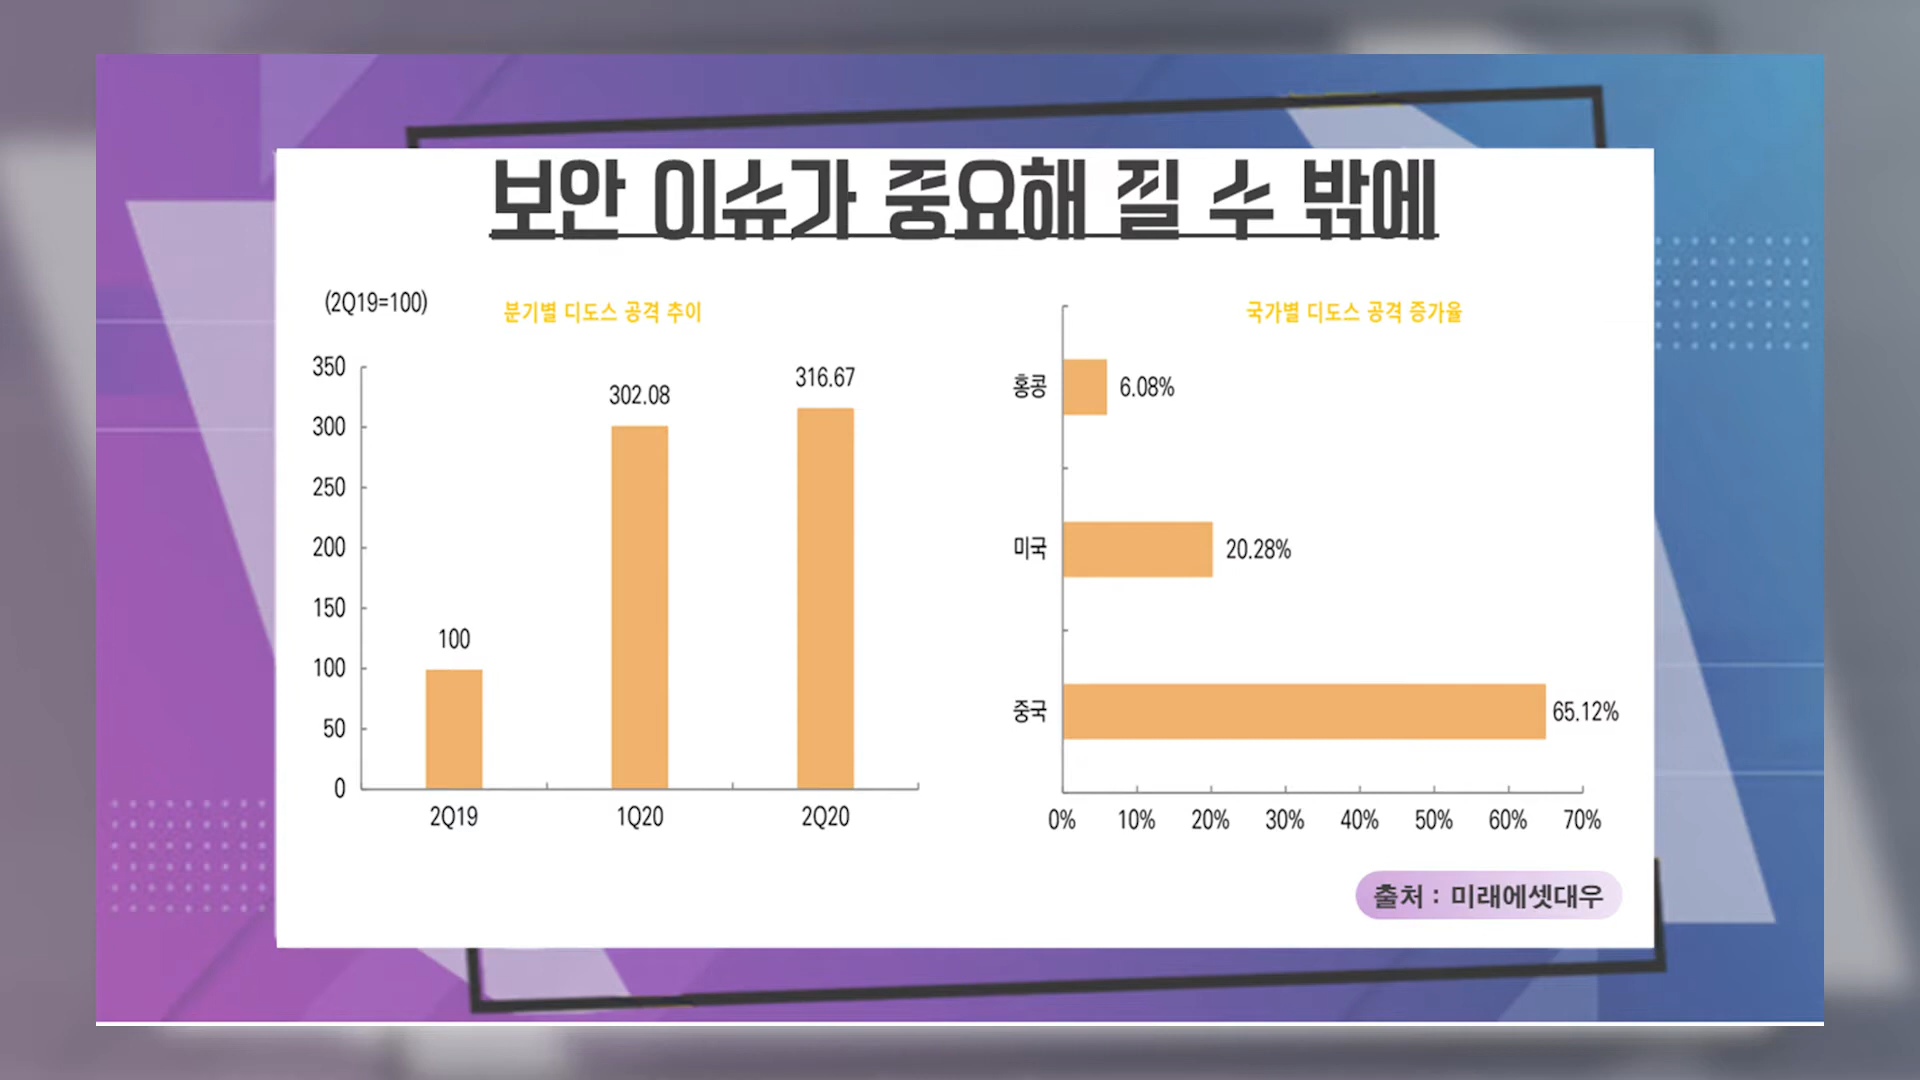 보안 이슈가 중요해 질 수 밖에
(2Q19=100)
분기별 디도스 공격 추이
350
300
250
200
150
100
50
0
100
302.08
316.67
2Q19
1Q20
2Q20
국가별 디도스 공격 증가율
홍콩
6.08%
미국
20.28%
중국
65.12%
0%
10%
20%
30%
40%
50%
60%
70%
출처 : 미래에셋대우